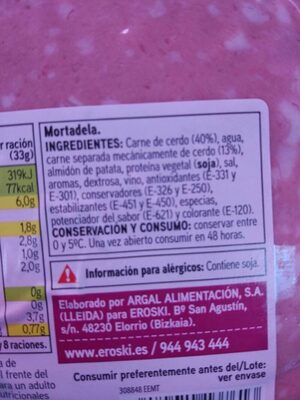 Mortadela.
INGREDIENTES: Carne de cerdo (40%), agua,
carne separada mecánicamente de cerdo (13%),
almidón de patata, proteína vegetal (soja), sal,
aromas, dextrosa, vino, antioxidantes (E-331 y
E-301), conservadores (E-326 y E-250),
estabilizantes (E-451 y E-450), especias,
potenciador del sabor (E-621) y colorante (E-120).
CONSERVACIÓN Y CONSUMO: conservar entre
0 y 5ºC. Una vez abierto consumir en 48 horas.
Información para alérgicos: Contiene soja.
Elaborado por ARGAL ALIMENTACIÓN, S.A.
(LLEIDA) para EROSKI. Bº San Agustín,
s/n. 48230 Elorrio (Bizkaia).
www.eroski.es / 944 943 444
Consumir preferentemente antes del/Lote:
ver envase
308848 EEMT
ración
(33g)
319kJ
77kcal
6,0g
1,8g
2,8g
1,0g
2,0g
0g
0g
3,7g
0,77g
8 raciones.
a de
l frente del
ara un adulto
utricionales